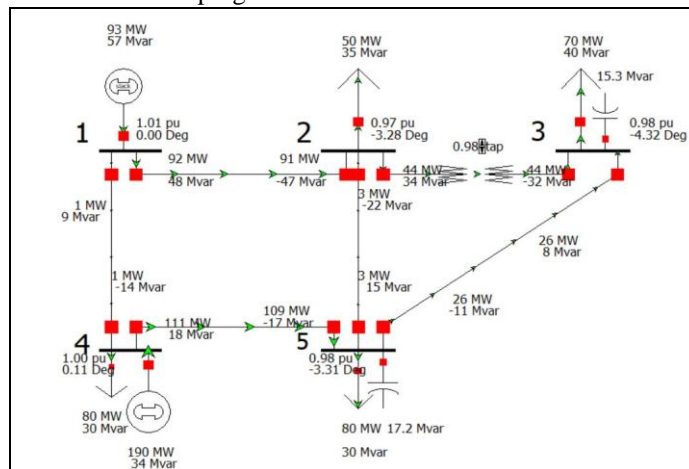 93 MW
57 Mvar
50 MW
35 Mvar
70 MW
40 Mvar
15.3 Mvar
slack
1.01 pu
0.00 Deg
0.97 pu
-3.28 Deg
0.98 pu
-4.32 Deg
1
2
3
0.98 tap
92 MW
48 Mvar
91 MW
-47 Mvar
44 MW
34 Mvar
44 MW
-32 Mvar
1 MW
9 Mvar
3 MW
-22 Mvar
26 MW
8 Mvar
1 MW
-14 Mvar
3 MW
15 Mvar
26 MW
-11 Mvar
111 MW
18 Mvar
109 MW
-17 Mvar
4
5
1.00 pu
0.11 Deg
0.98 pu
-3.31 Deg
80 MW
30 Mvar
190 MW
34 Mvar
80 MW
30 Mvar
17.2 Mvar